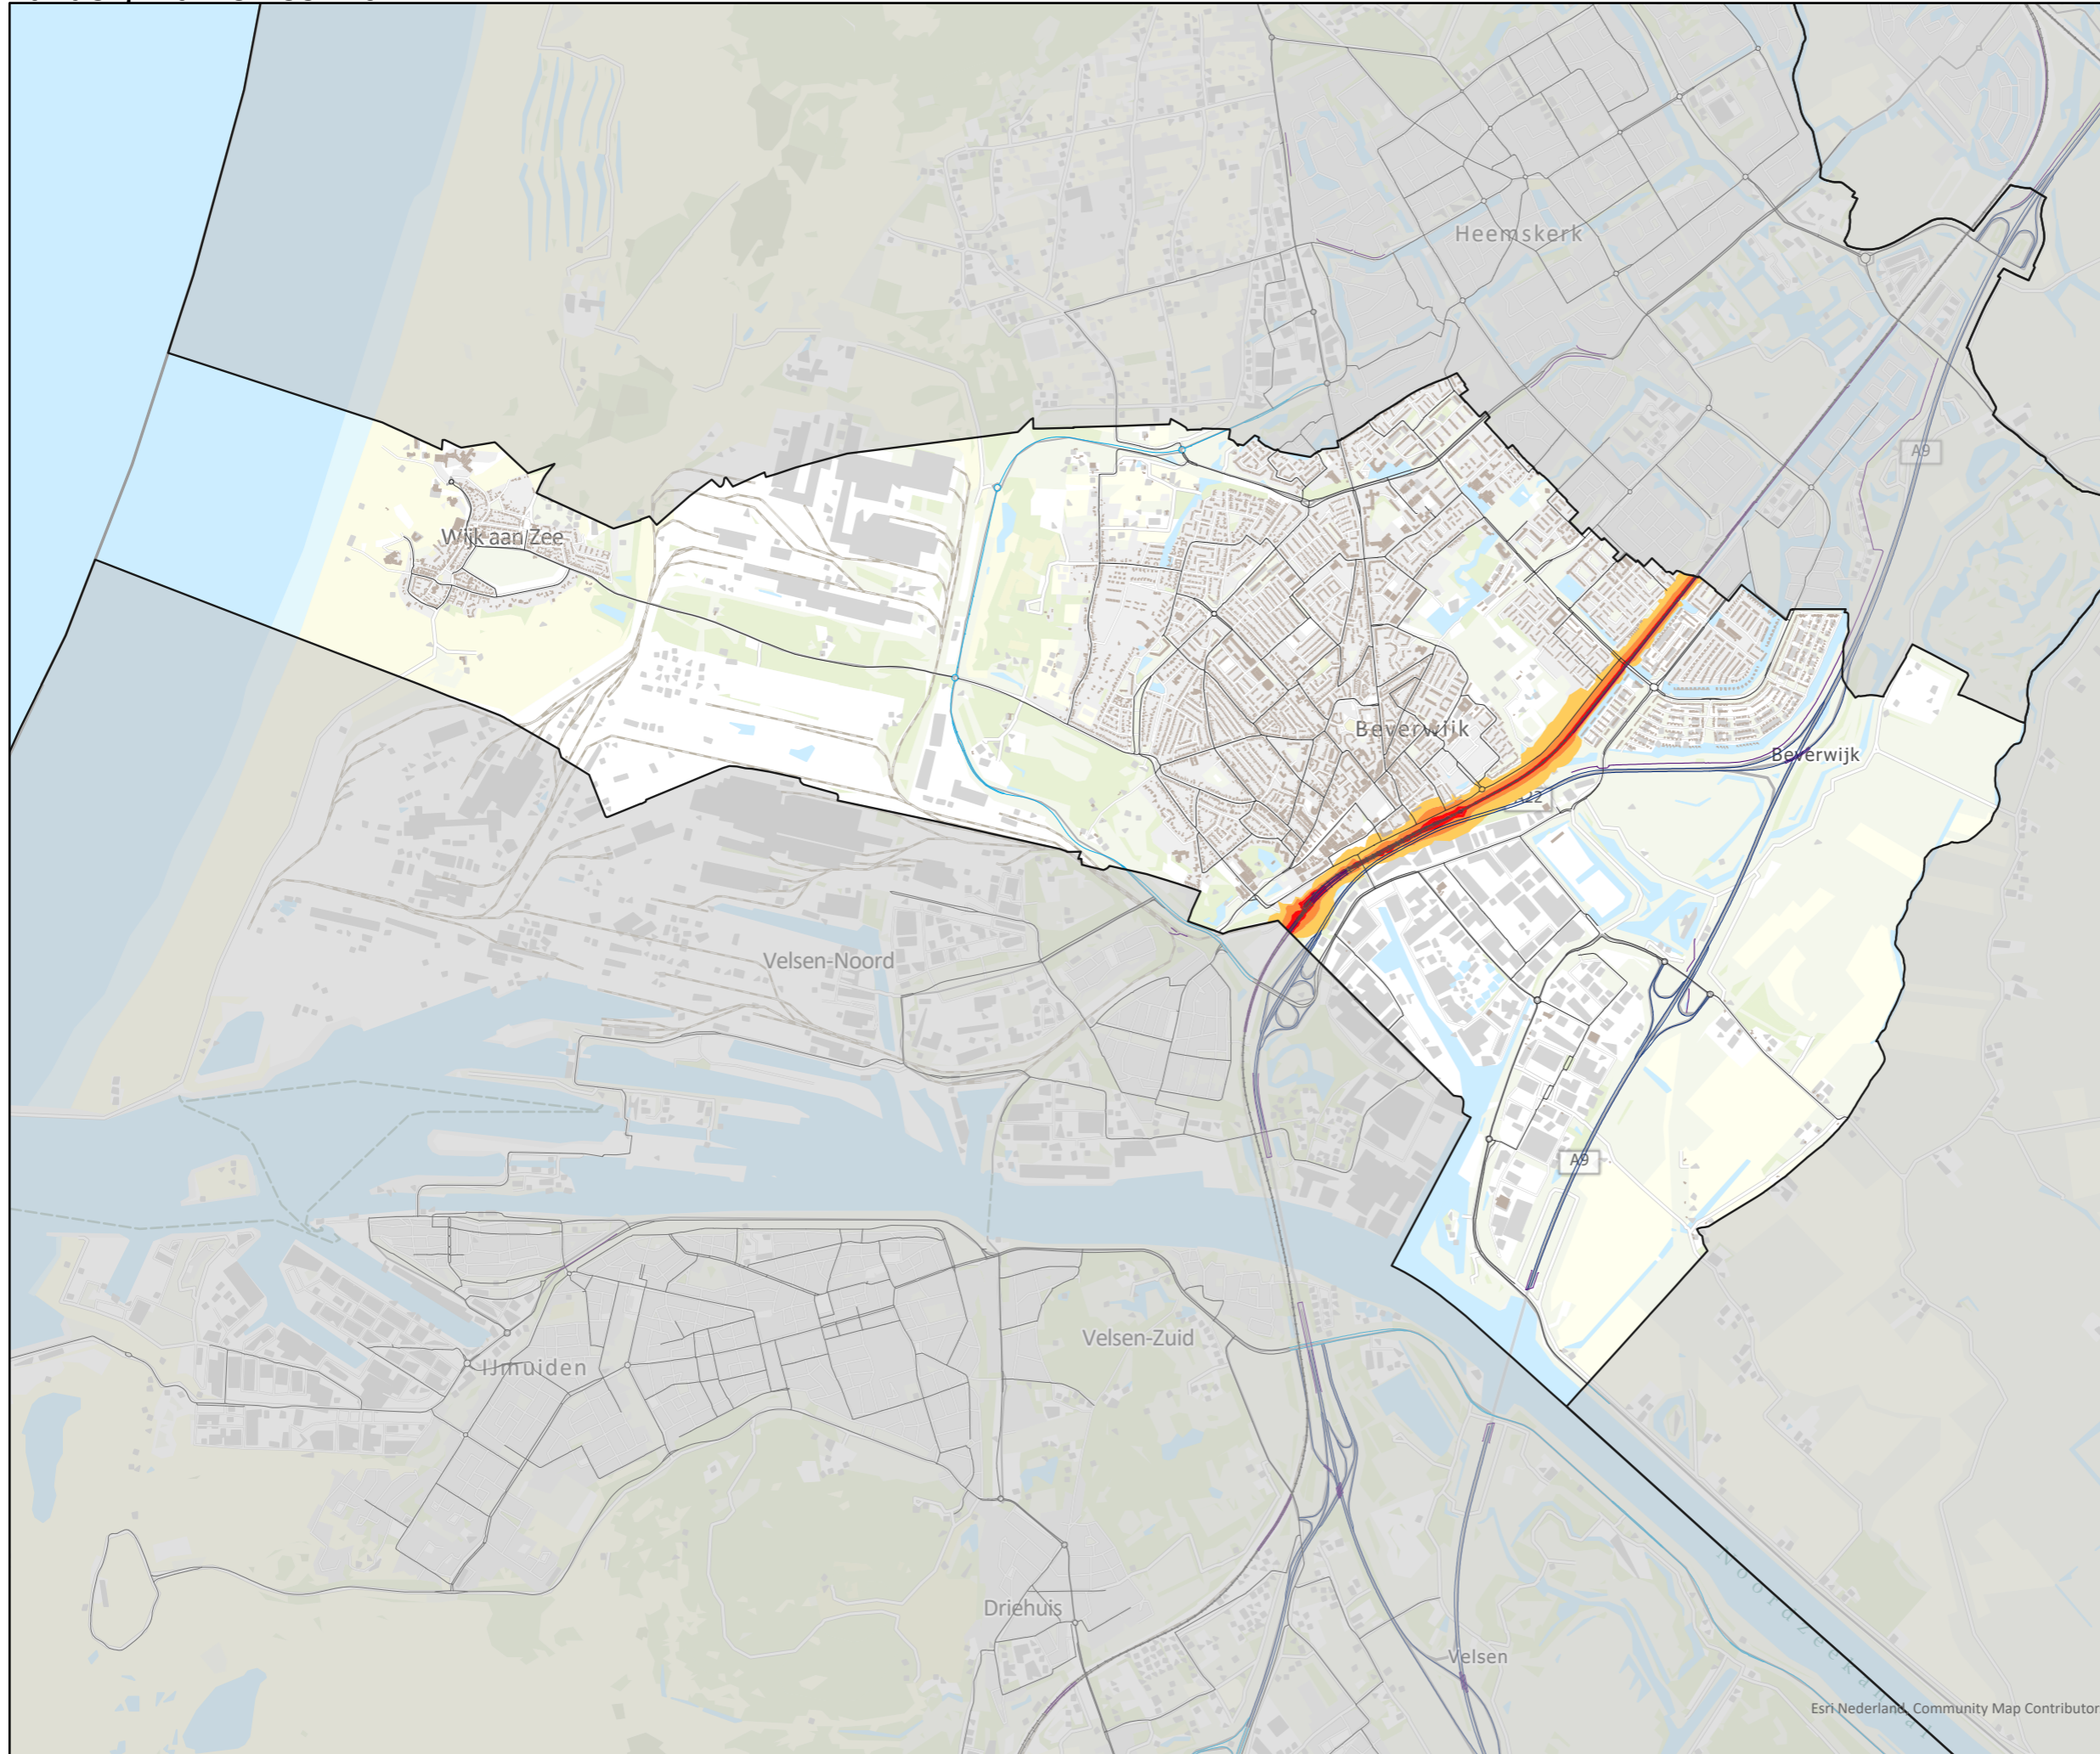 Heemskerk
A9
Wijk aan Zee
Beverwijk
Beverwijk
Velsen-Noord
A9
Velsen-Zuid
IJmuiden
Driehuis
Velsen
Esri Nederland, Community Map Contributor